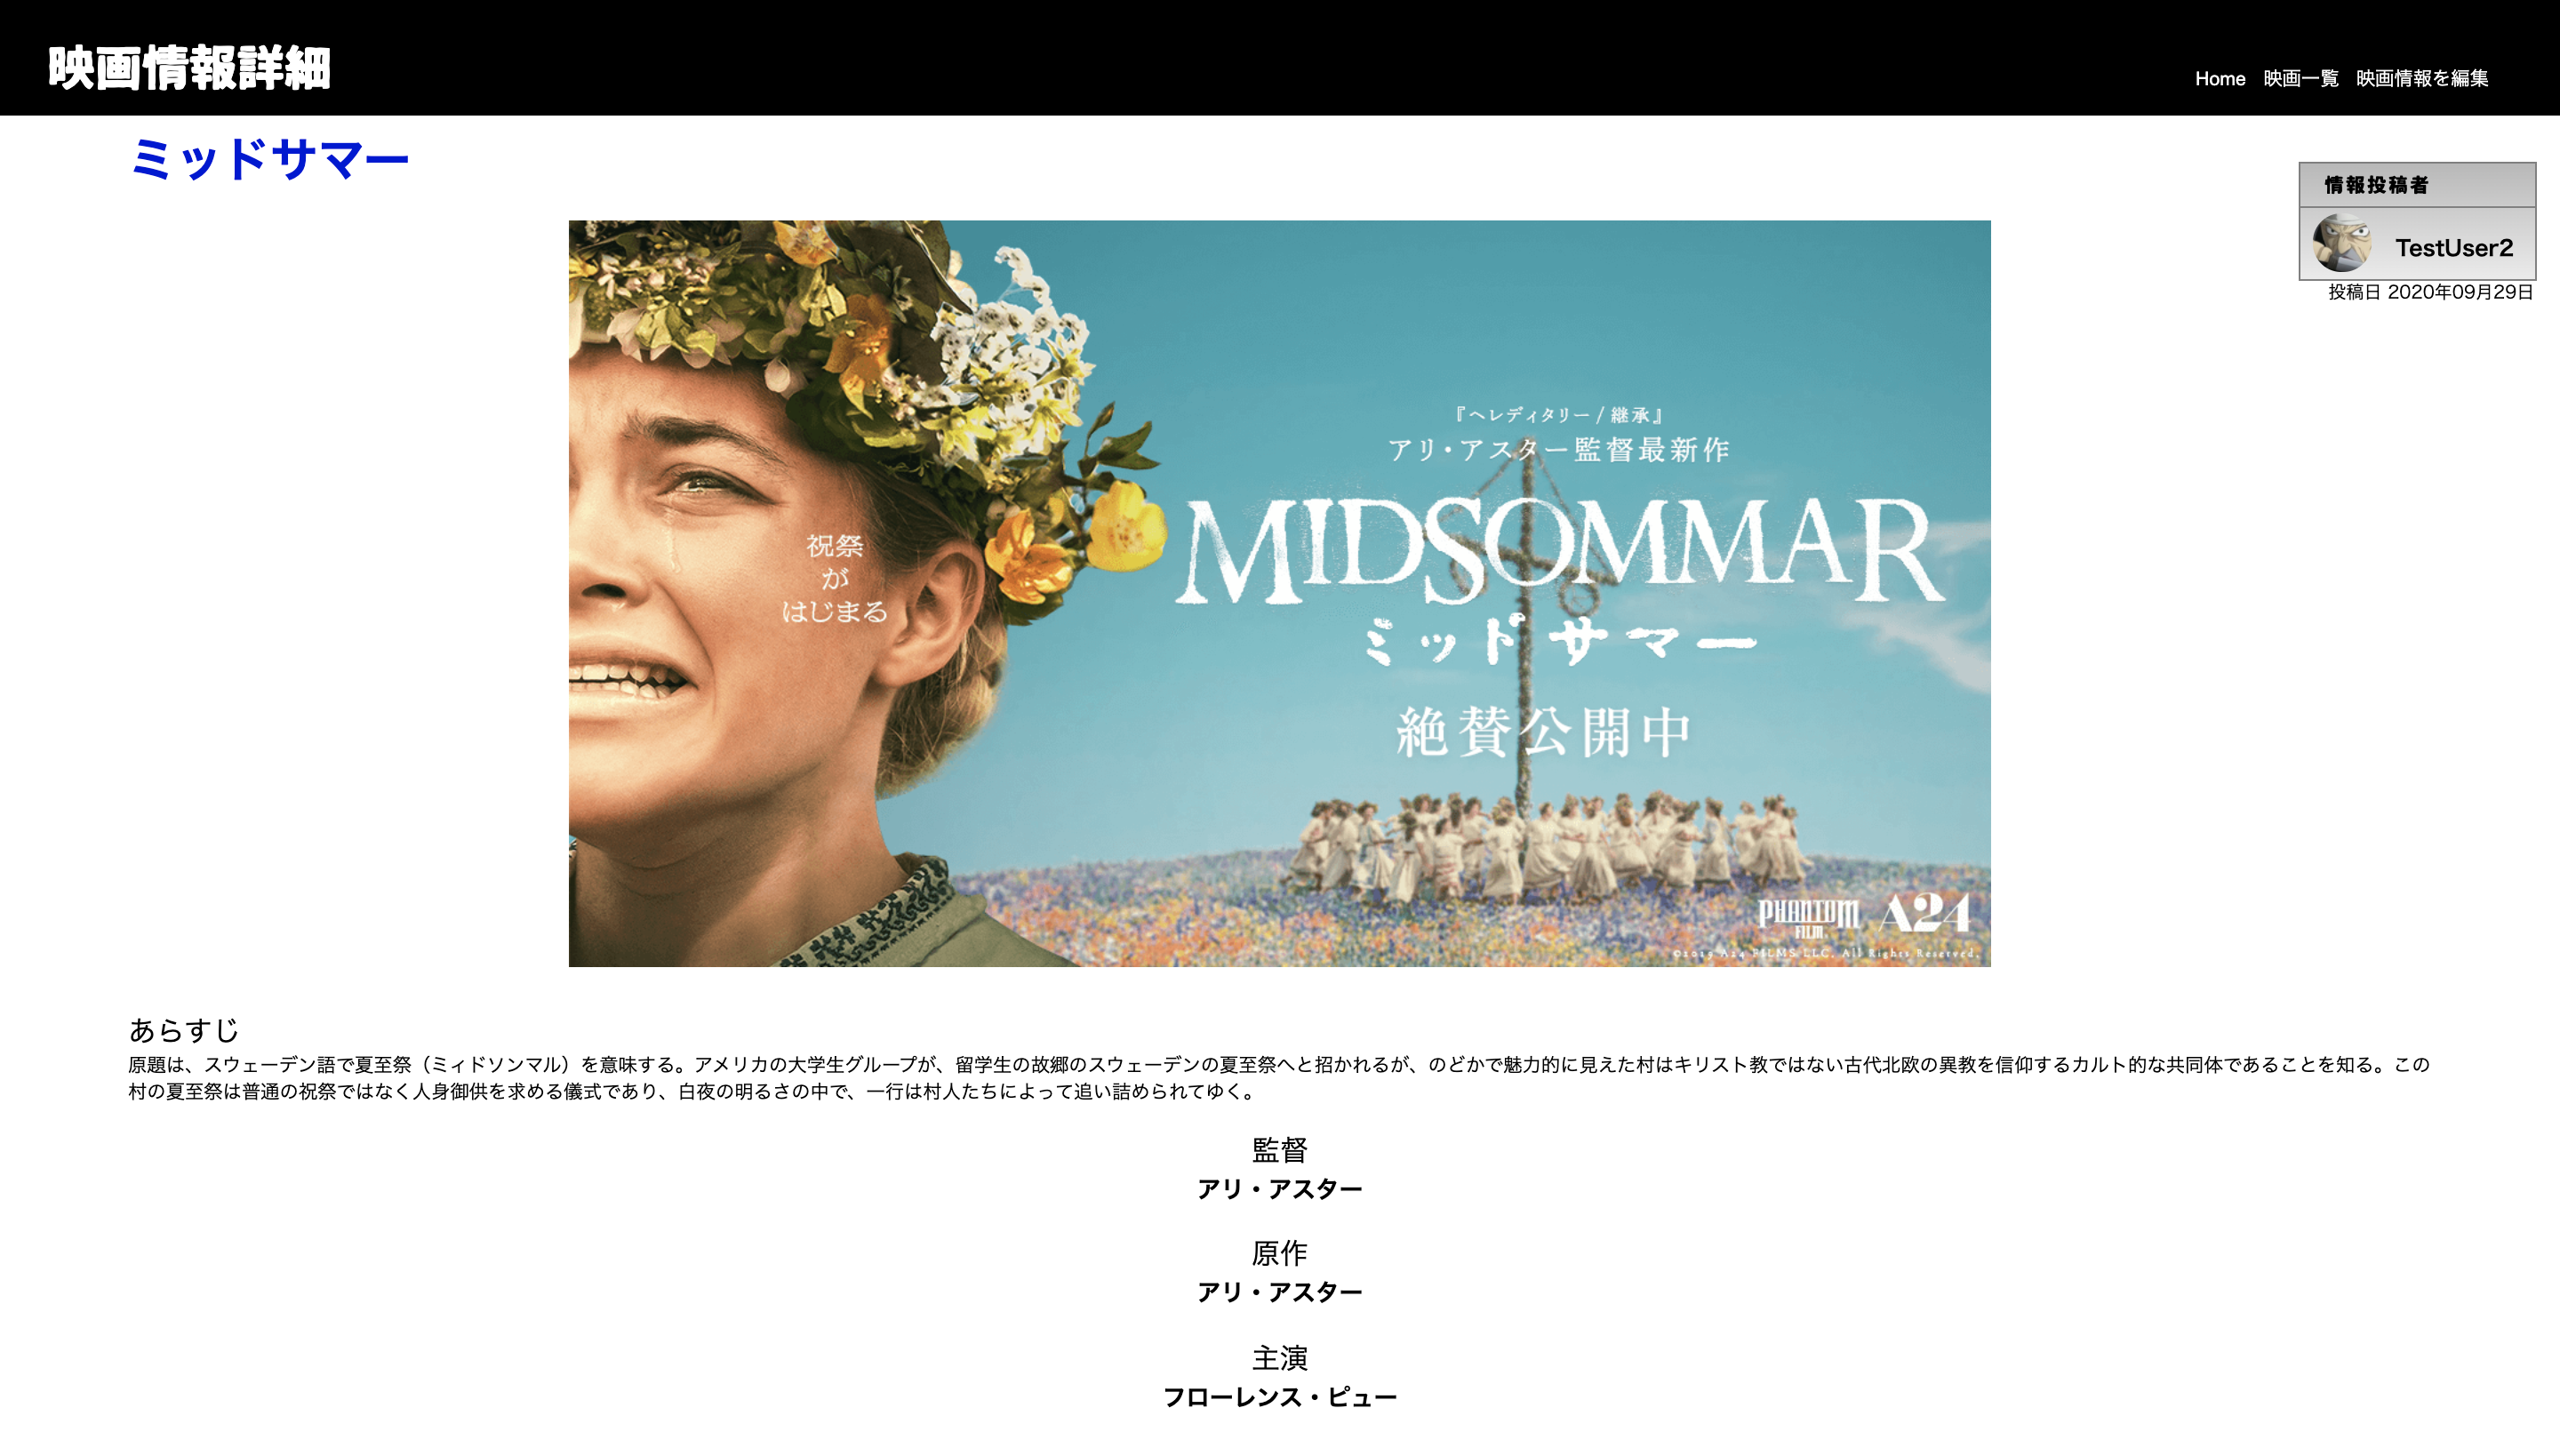 映画情報詳細
Home 映画一覧 映画情報を編集
ミッドサマー
情報投稿者
TestUser2
投稿日 2020年09月29日
『ヘレディタリー/継承』
アリ・アスター監督最新作
MIDSOMMAR
ミッドサマー
絶賛公開中
祝祭
が
はじまる
PHANTOM FILM A24
©2019 A24 FILMS LLC. All Rights Reserved.
あらすじ
原題は、スウェーデン語で夏至祭（ミィドソンマル）を意味する。アメリカの大学生グループが、留学生の故郷のスウェーデンの夏至祭へと招かれるが、のどかで魅力的に見えた村はキリスト教ではない古代北欧の異教を信仰するカルト的な共同体であることを知る。この
村の夏至祭は普通の祝祭ではなく人身御供を求める儀式であり、白夜の明るさの中で、一行は村人たちによって追い詰められてゆく。
監督
アリ・アスター
原作
アリ・アスター
主演
フローレンス・ピュー